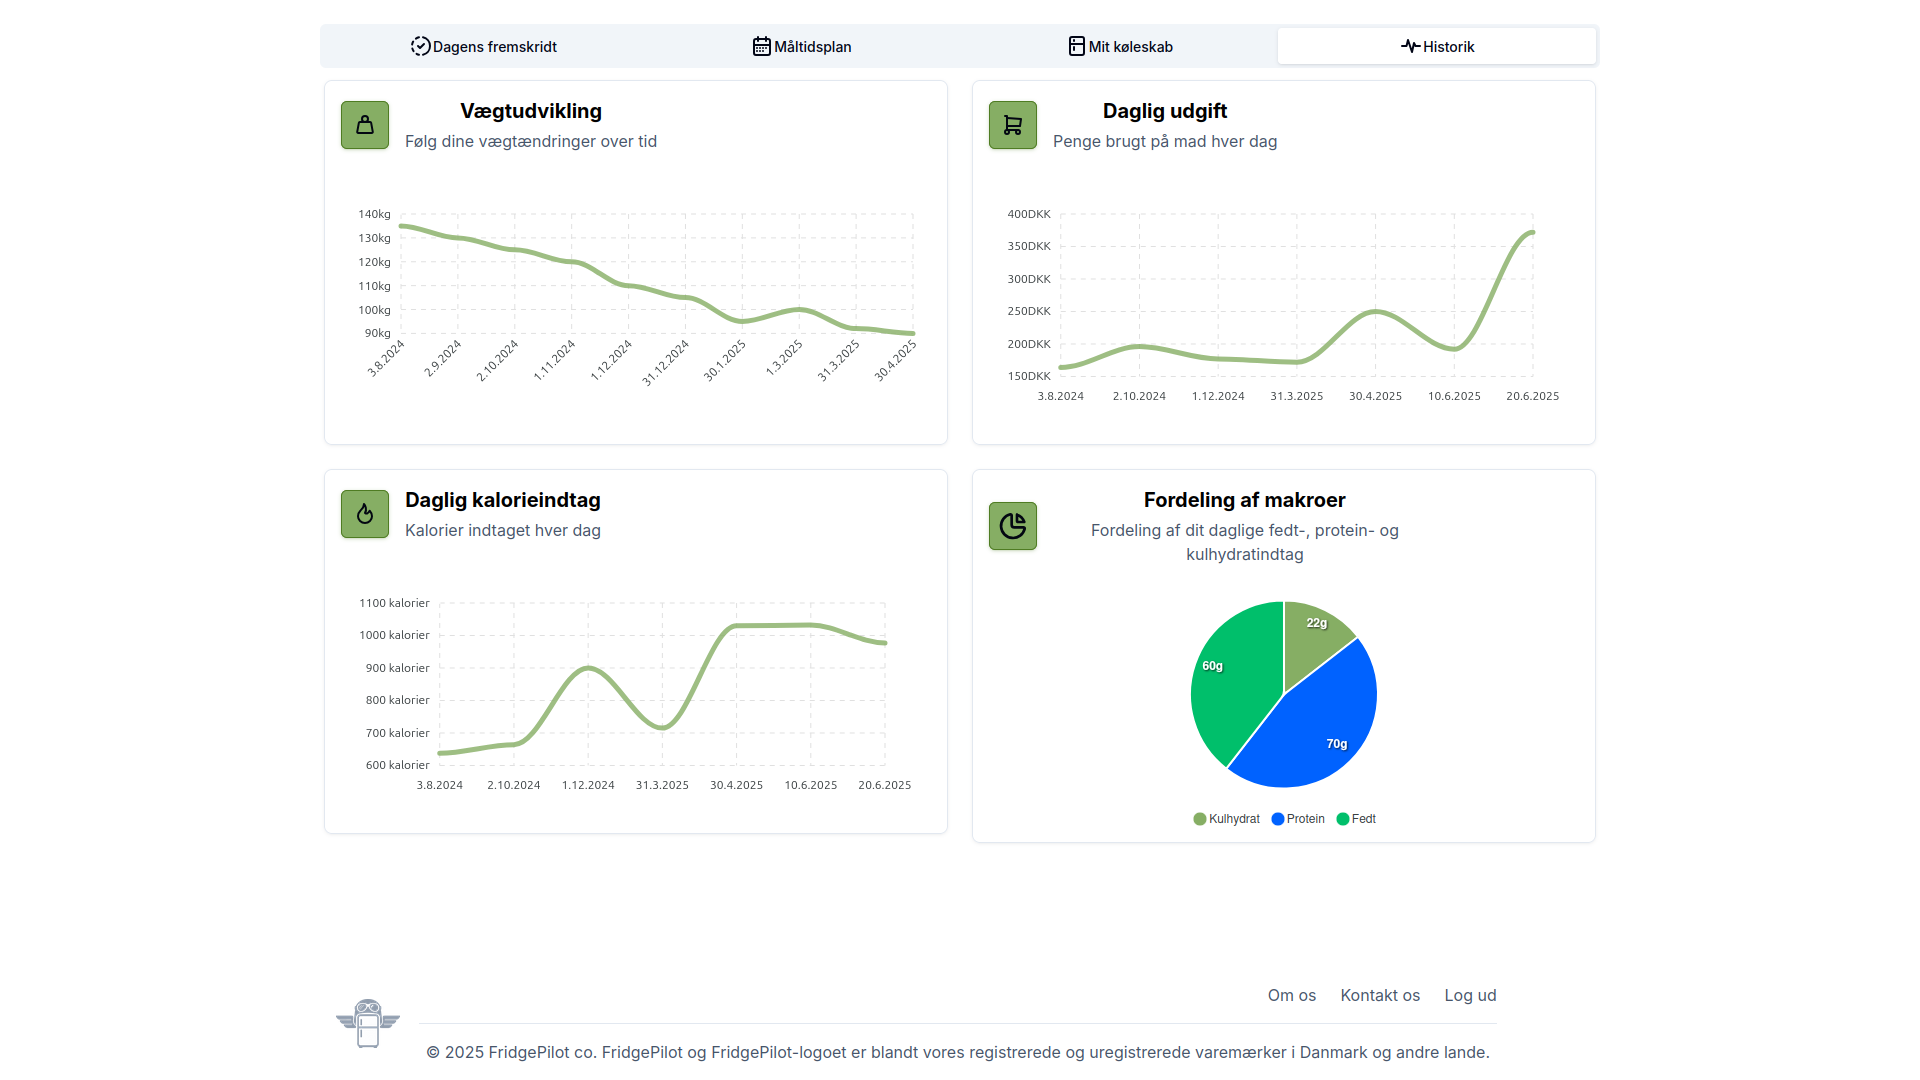 Dagens fremskridt
Måltidsplan
Mit køleskab
Historik
Vægtudvikling
Følg dine vægtændringer over tid
140kg
130kg
120kg
110kg
100kg
90kg
3.8.2024
2.9.2024
2.10.2024
1.11.2024
1.12.2024
31.12.2024
30.1.2025
1.3.2025
31.3.2025
30.4.2025
Daglig udgift
Penge brugt på mad hver dag
400DKK
350DKK
300DKK
250DKK
200DKK
150DKK
3.8.2024
2.10.2024
1.12.2024
31.3.2025
30.4.2025
10.6.2025
20.6.2025
Daglig kalorieindtag
Kalorier indtaget hver dag
1100 kalorier
1000 kalorier
900 kalorier
800 kalorier
700 kalorier
600 kalorier
3.8.2024
2.10.2024
1.12.2024
31.3.2025
30.4.2025
10.6.2025
20.6.2025
Fordeling af makroer
Fordeling af dit daglige fedt-, protein- og
kulhydratindtag
22g
60g
70g
Kulhydrat
Protein
Fedt
Om os
Kontakt os
Log ud
© 2025 FridgePilot co. FridgePilot og FridgePilot-logoet er blandt vores registrerede og uregistrerede varemærker i Danmark og andre lande.